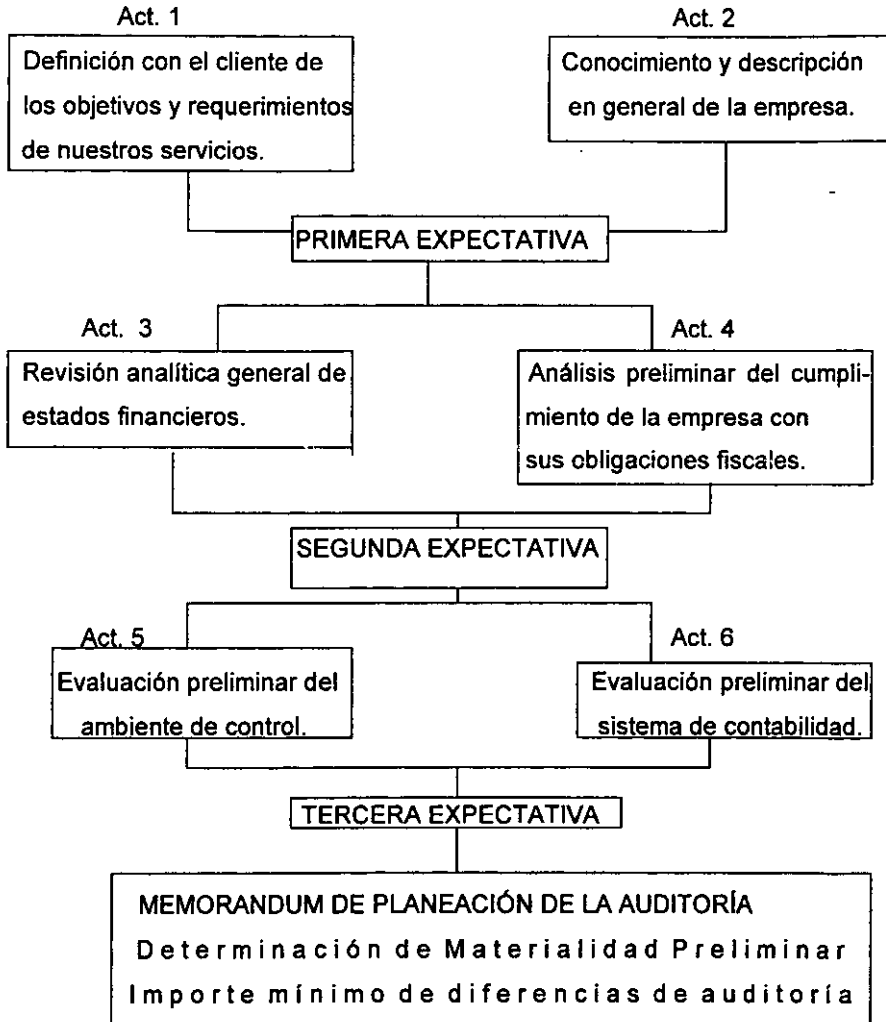 Act. 1
Definición con el cliente de
los objetivos y requerimientos
de nuestros servicios.
Act. 2
Conocimiento y descripción
en general de la empresa.
PRIMERA EXPECTATIVA
Act. 3
Revisión analítica general de
estados financieros.
Act. 4
Análisis preliminar del cumpli-
miento de la empresa con
sus obligaciones fiscales.
SEGUNDA EXPECTATIVA
Act. 5
Evaluación preliminar del
ambiente de control.
Act. 6
Evaluación preliminar del
sistema de contabilidad.
TERCERA EXPECTATIVA
MEMORANDUM DE PLANEACIÓN DE LA AUDITORÍA
Determinación de Materialidad Preliminar
Importe mínimo de diferencias de auditoría